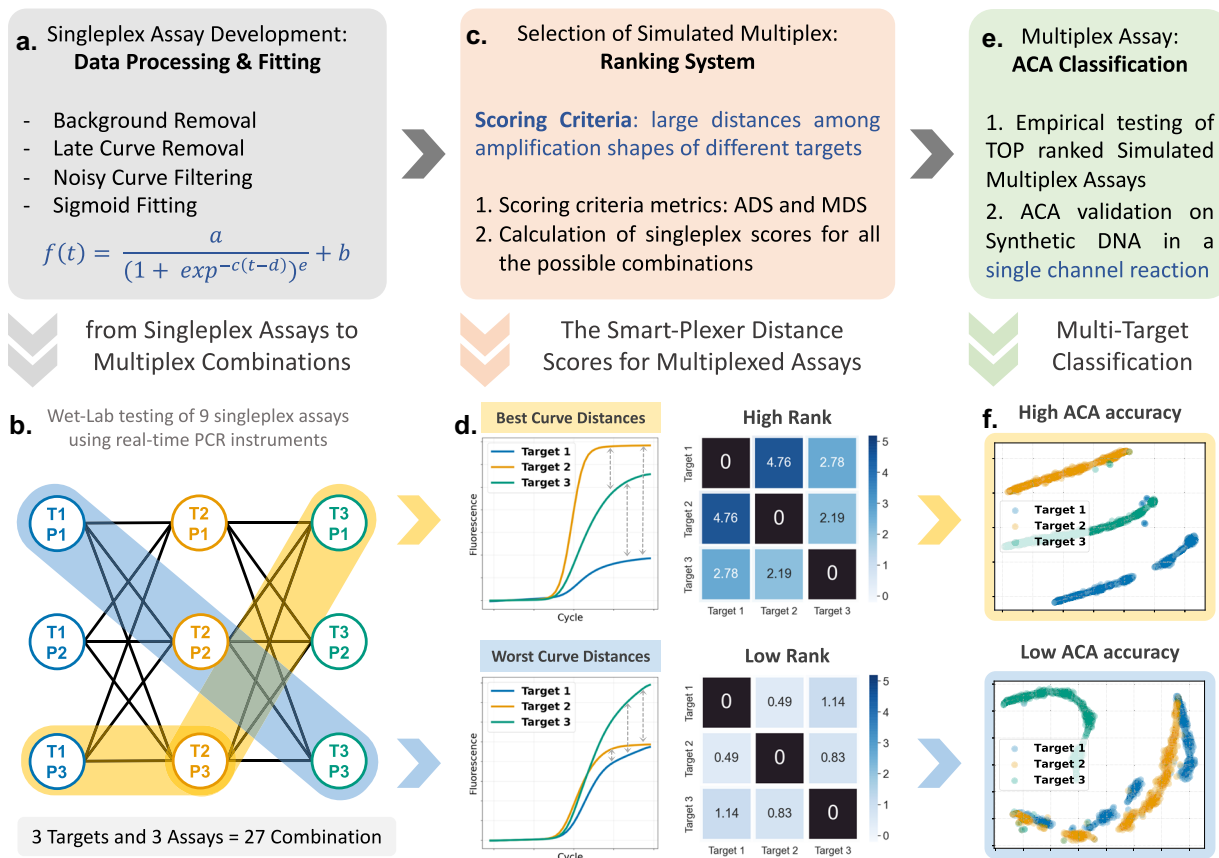 a.
Singleplex Assay Development:
Data Processing & Fitting
- Background Removal
- Late Curve Removal
- Noisy Curve Filtering
- Sigmoid Fitting
f(t) = a / (1 + exp^{-c(t-d)})^e + b
c.
Selection of Simulated Multiplex:
Ranking System
Scoring Criteria: large distances among
amplification shapes of different targets
1. Scoring criteria metrics: ADS and MDS
2. Calculation of singleplex scores for all
the possible combinations
e.
Multiplex Assay:
ACA Classification
1. Empirical testing of
TOP ranked Simulated
Multiplex Assays
2. ACA validation on
Synthetic DNA in a
single channel reaction
from Singleplex Assays to
Multiplex Combinations
The Smart-Plexer Distance
Scores for Multiplexed Assays
Multi-Target
Classification
b.
Wet-Lab testing of 9 singleplex assays
using real-time PCR instruments
T1
P1
T2
P1
T3
P1
T1
P2
T2
P2
T3
P2
T1
P3
T2
P3
T3
P3
3 Targets and 3 Assays = 27 Combination
d.
Best Curve Distances
Target 1
Target 2
Target 3
Fluorescence
Cycle
High Rank
Target 1
0
4.76
2.78
Target 2
4.76
0
2.19
Target 3
2.78
2.19
0
Target 1
Target 2
Target 3
5
4
3
2
1
0
Worst Curve Distances
Target 1
Target 2
Target 3
Fluorescence
Cycle
Low Rank
Target 1
0
0.49
1.14
Target 2
0.49
0
0.83
Target 3
1.14
0.83
0
Target 1
Target 2
Target 3
5
4
3
2
1
0
f.
High ACA accuracy
Target 1
Target 2
Target 3
Low ACA accuracy
Target 1
Target 2
Target 3